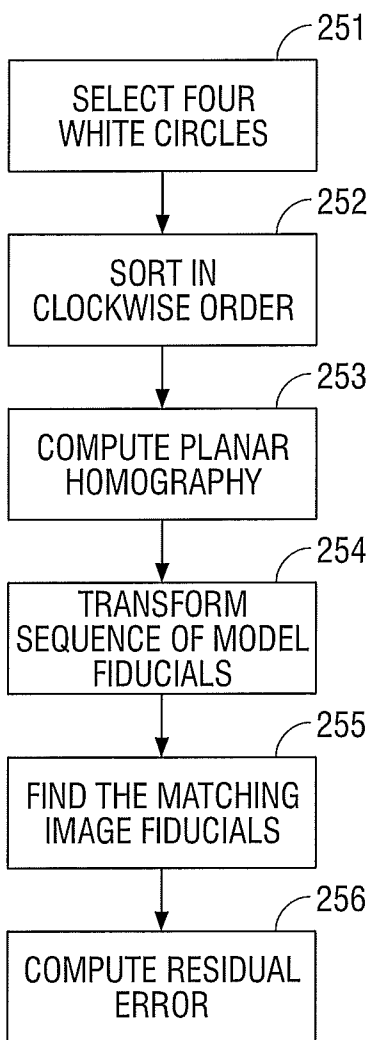 251
SELECT FOUR
WHITE CIRCLES
252
SORT IN
CLOCKWISE ORDER
253
COMPUTE PLANAR
HOMOGRAPHY
254
TRANSFORM
SEQUENCE OF MODEL
FIDUCIALS
255
FIND THE MATCHING
IMAGE FIDUCIALS
256
COMPUTE RESIDUAL
ERROR